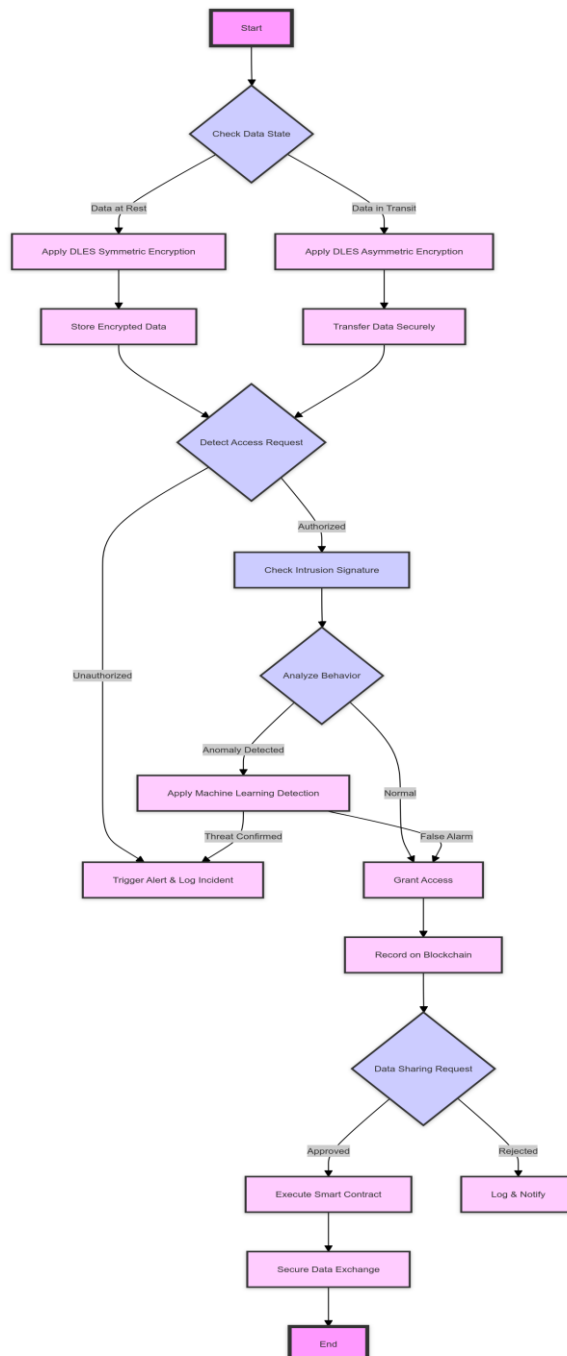 Start
Check Data State
Data at Rest
Data in Transit
Apply DLES Symmetric Encryption
Apply DLES Asymmetric Encryption
Store Encrypted Data
Transfer Data Securely
Detect Access Request
Authorized
Check Intrusion Signature
Unauthorized
Analyze Behavior
Anomaly Detected
Apply Machine Learning Detection
Normal
Threat Confirmed
False Alarm
Trigger Alert & Log Incident
Grant Access
Record on Blockchain
Data Sharing Request
Approved
Rejected
Execute Smart Contract
Log & Notify
Secure Data Exchange
End